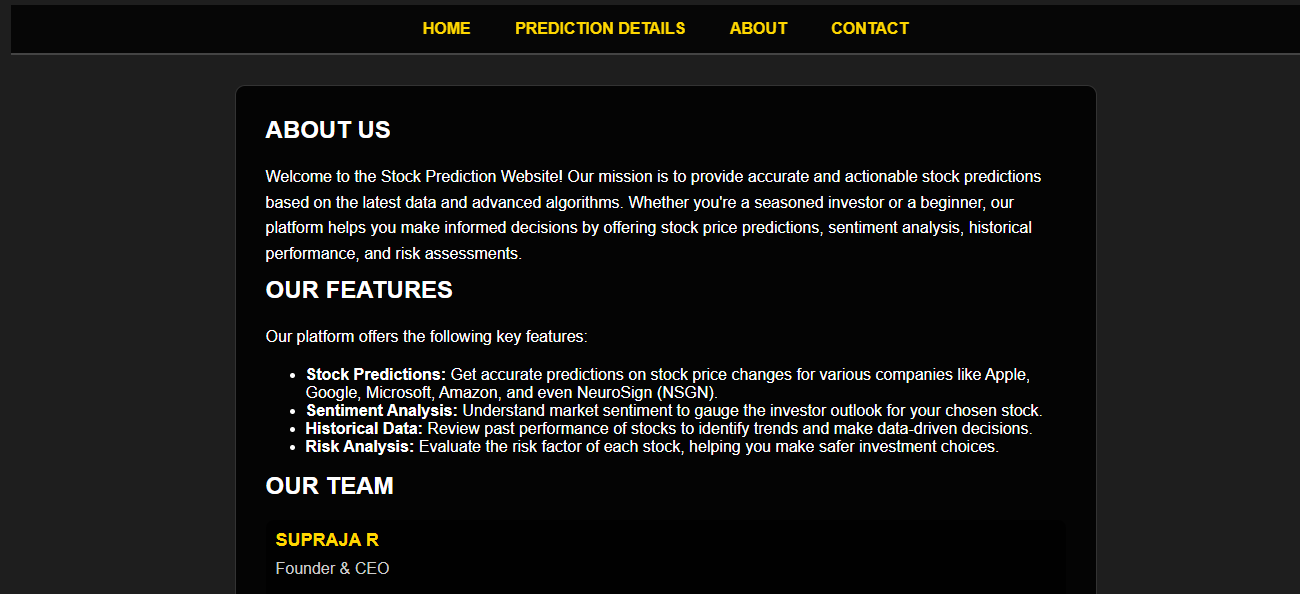 HOME PREDICTION DETAILS ABOUT CONTACT
ABOUT US
Welcome to the Stock Prediction Website! Our mission is to provide accurate and actionable stock predictions
based on the latest data and advanced algorithms. Whether you're a seasoned investor or a beginner, our
platform helps you make informed decisions by offering stock price predictions, sentiment analysis, historical
performance, and risk assessments.
OUR FEATURES
Our platform offers the following key features:
• Stock Predictions: Get accurate predictions on stock price changes for various companies like Apple,
Google, Microsoft, Amazon, and even NeuroSign (NSGN).
• Sentiment Analysis: Understand market sentiment to gauge the investor outlook for your chosen stock.
• Historical Data: Review past performance of stocks to identify trends and make data-driven decisions.
• Risk Analysis: Evaluate the risk factor of each stock, helping you make safer investment choices.
OUR TEAM
SUPRAJA R
Founder & CEO